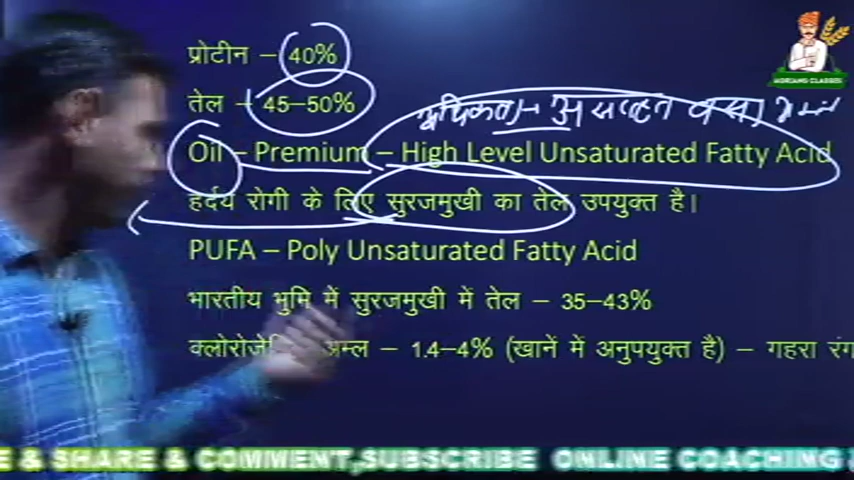 प्रोटीन – 40%
तेल – 45–50%
अधिकतम – असंतृप्त वसा
Oil – Premium – High Level Unsaturated Fatty Acid
हर्दय रोगी के लिए सुरजमुखी का तेल उपयुक्त है।
PUFA – Poly Unsaturated Fatty Acid
भारतीय भुमि में सुरजमुखी में तेल – 35–43%
अम्ल – 1.4–4% (खानें में अनुपयुक्त है) – गहरा रंग
E & SHARE & COMMENT,SUBSCRIBE ONLINE COACHING &
AGRIANS CLASSES